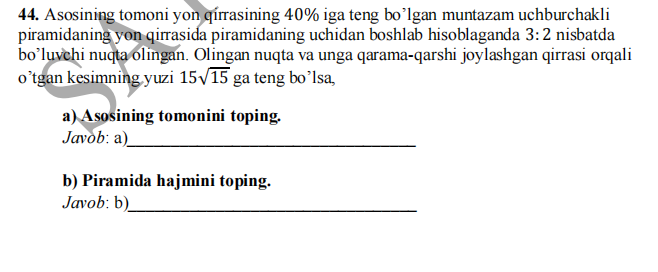 44. Asosining tomoni yon qirrasining 40% iga teng bo’lgan muntazam uchburchakli
piramidaning yon qirrasida piramidaning uchidan boshlab hisoblaganda 3: 2 nisbatda
bo’luvchi nuqta olingan. Olingan nuqta va unga qarama-qarshi joylashgan qirrasi orqali
o’tgan kesimning yuzi 15√15 ga teng bo’lsa,
a) Asosining tomonini toping.
Javob: a)
b) Piramida hajmini toping.
Javob: b)